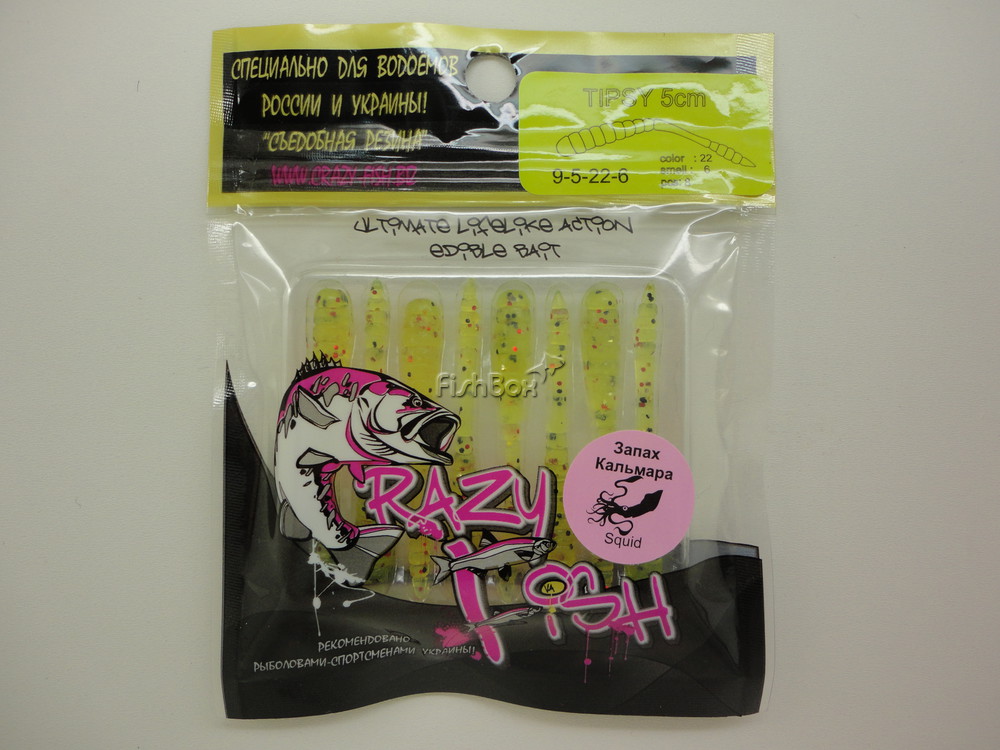 СПЕЦИАЛЬНО ДЛЯ ВОДОЕМОВ
РОССИИ И УКРАИНЫ!
"СЪЕДОБНАЯ РЕЗИНА"
WWW.CRAZY-FISH.BIZ
TIPSY 5cm
9-5-22-6
color : 22
smell : 6
ULTIMATE LIFELIKE ACTION
EDIBLE BAIT
FishBox
CRAZY
FISH
Запах
Кальмара
Squid
РЕКОМЕНДОВАНО
РЫБОЛОВАМИ-СПОРТСМЕНАМИ УКРАИНЫ!